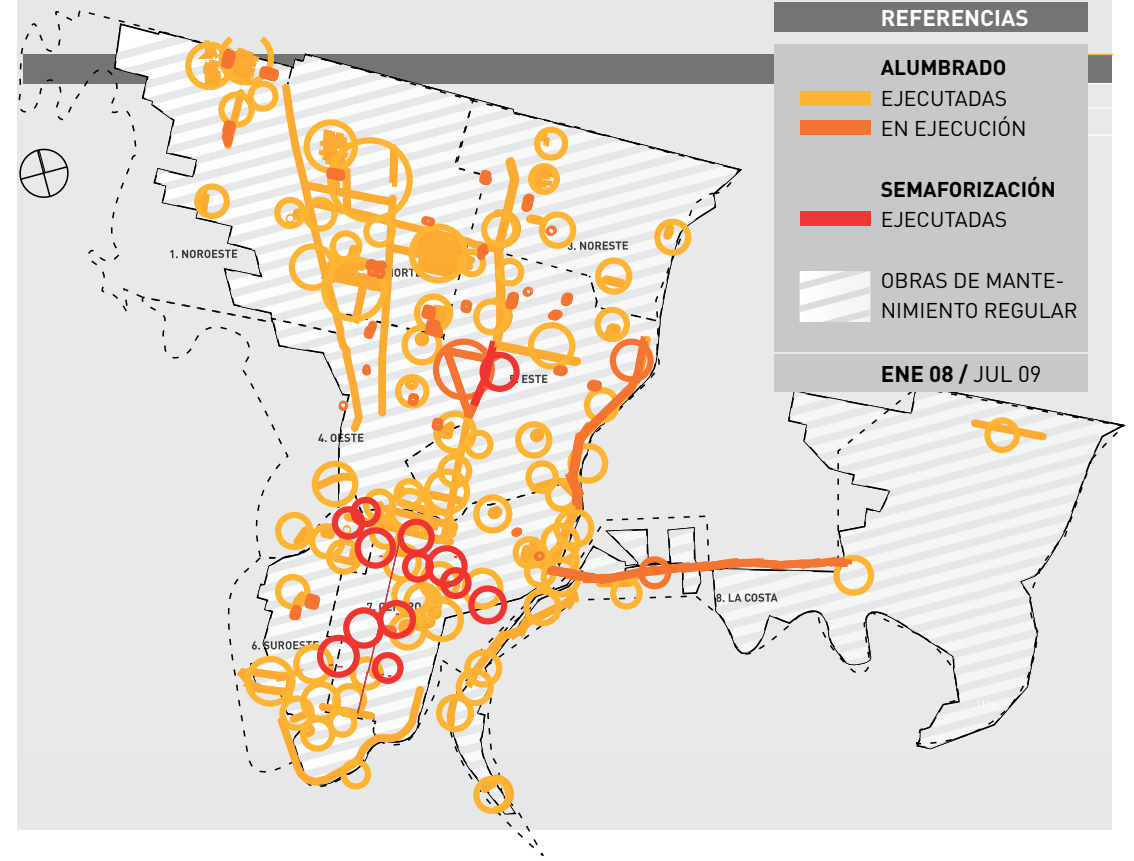 REFERENCIAS
ALUMBRADO
EJECUTADAS
EN EJECUCIÓN
SEMAFORIZACIÓN
EJECUTADAS
OBRAS DE MANTE-
NIMIENTO REGULAR
ENE 08 / JUL 09
1. NOROESTE
3. NORESTE
ESTE
4. OESTE
8. LA COSTA
6. SUROESTE